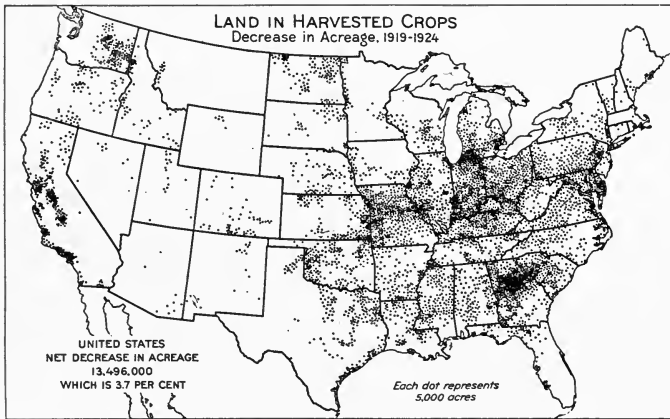 LAND IN HARVESTED CROPS
Decrease in Acreage, 1919-1924
UNITED STATES
NET DECREASE IN ACREAGE
13,496,000
WHICH IS 3.7 PER CENT
Each dot represents
5,000 acres